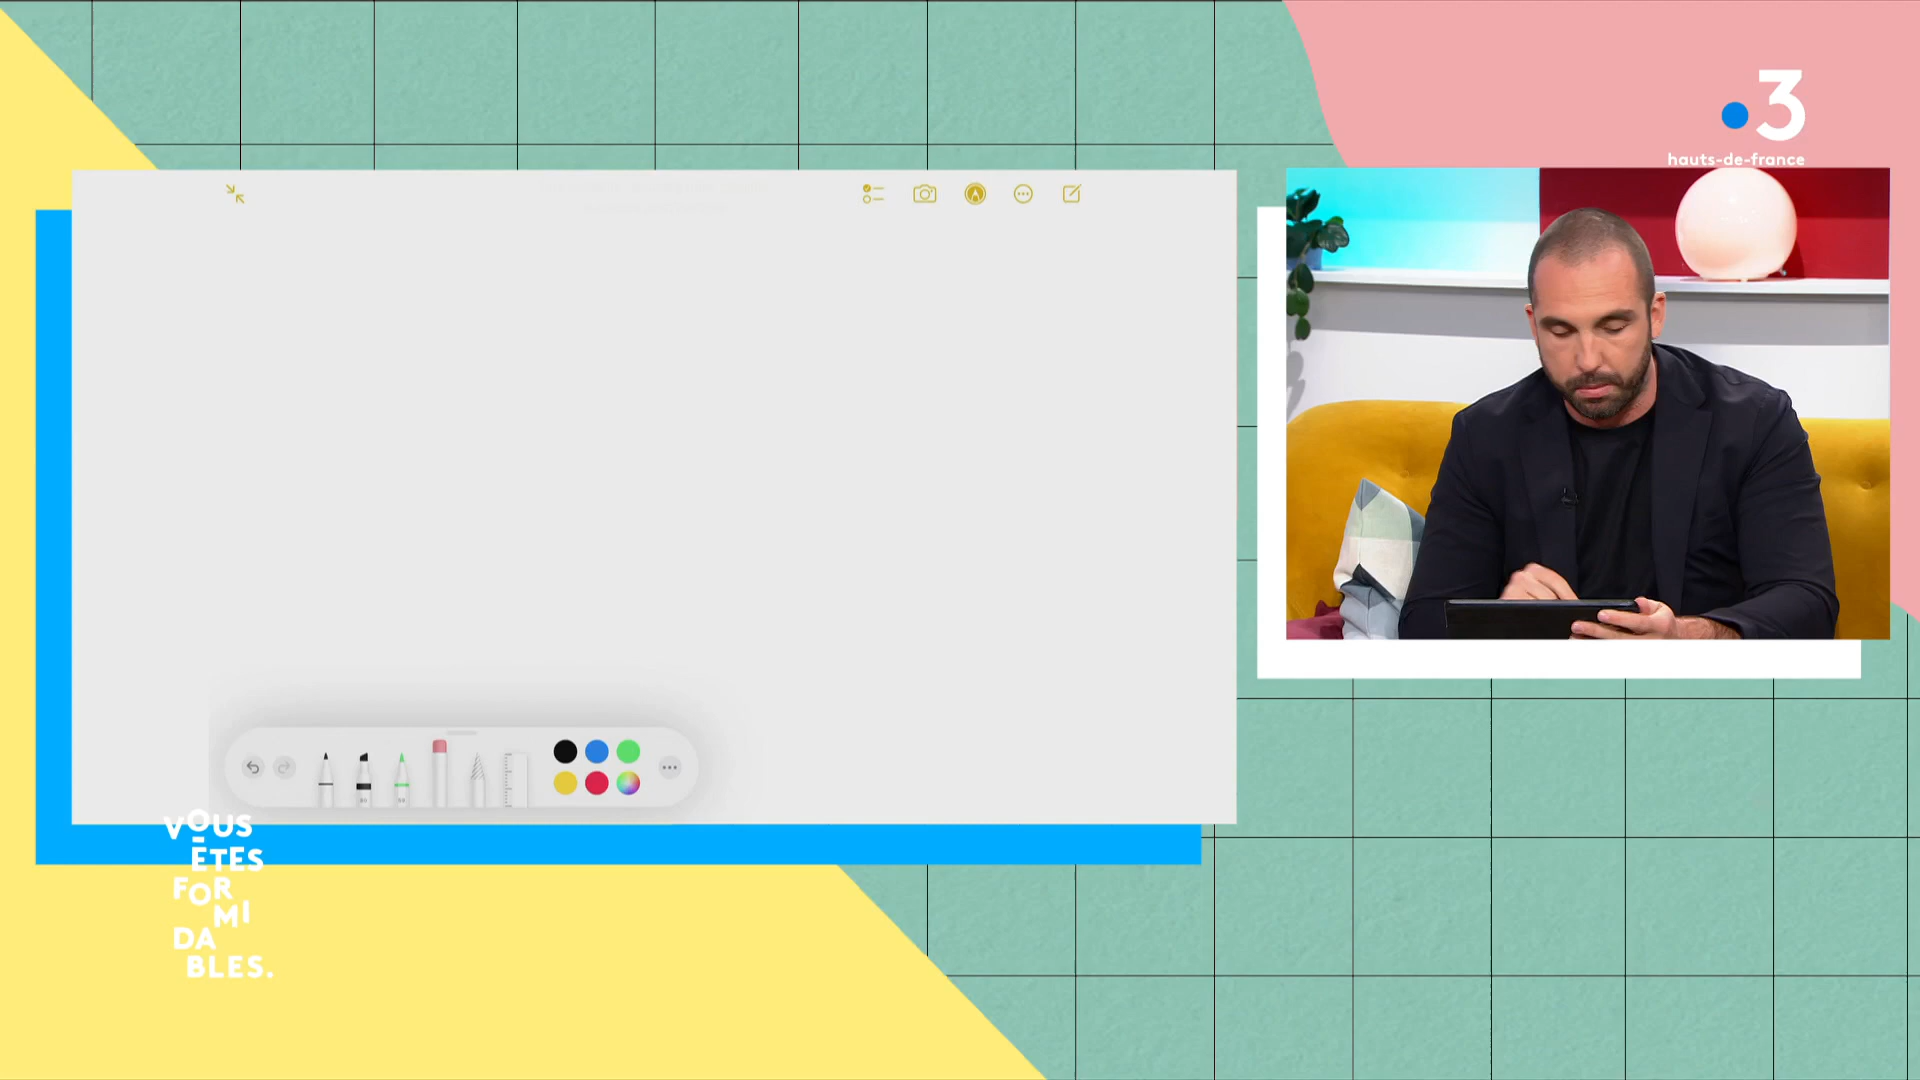 3
hauts-de-france
VOUS
ÊTES
FOR
MI
DA
BLES.